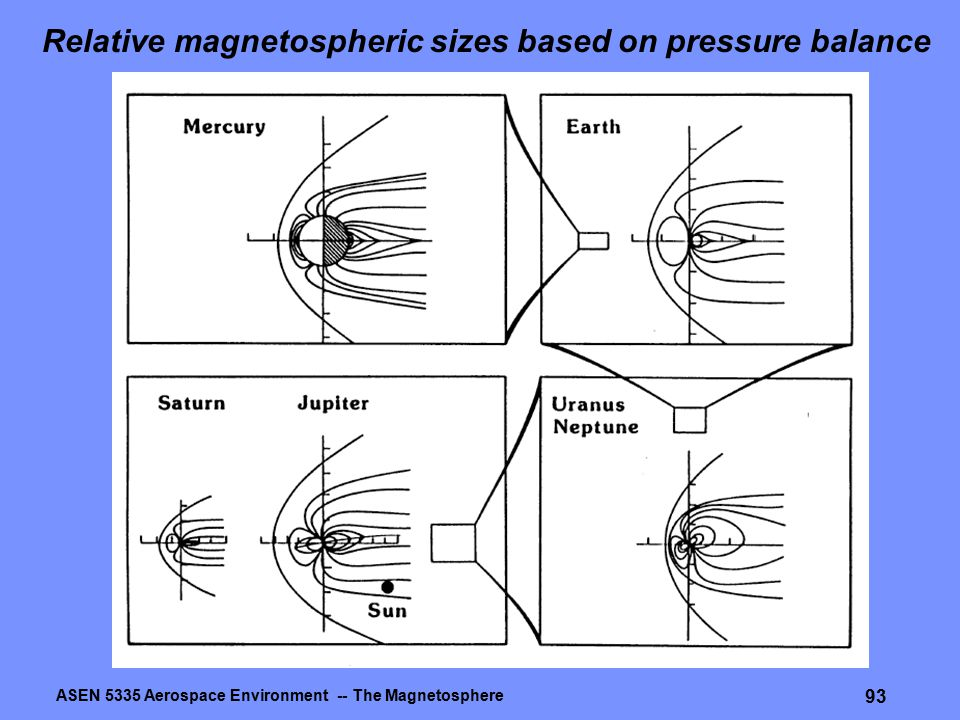 Relative magnetospheric sizes based on pressure balance
Mercury
Earth
Saturn
Jupiter
Sun
Uranus
Neptune
ASEN 5335 Aerospace Environment -- The Magnetosphere
93